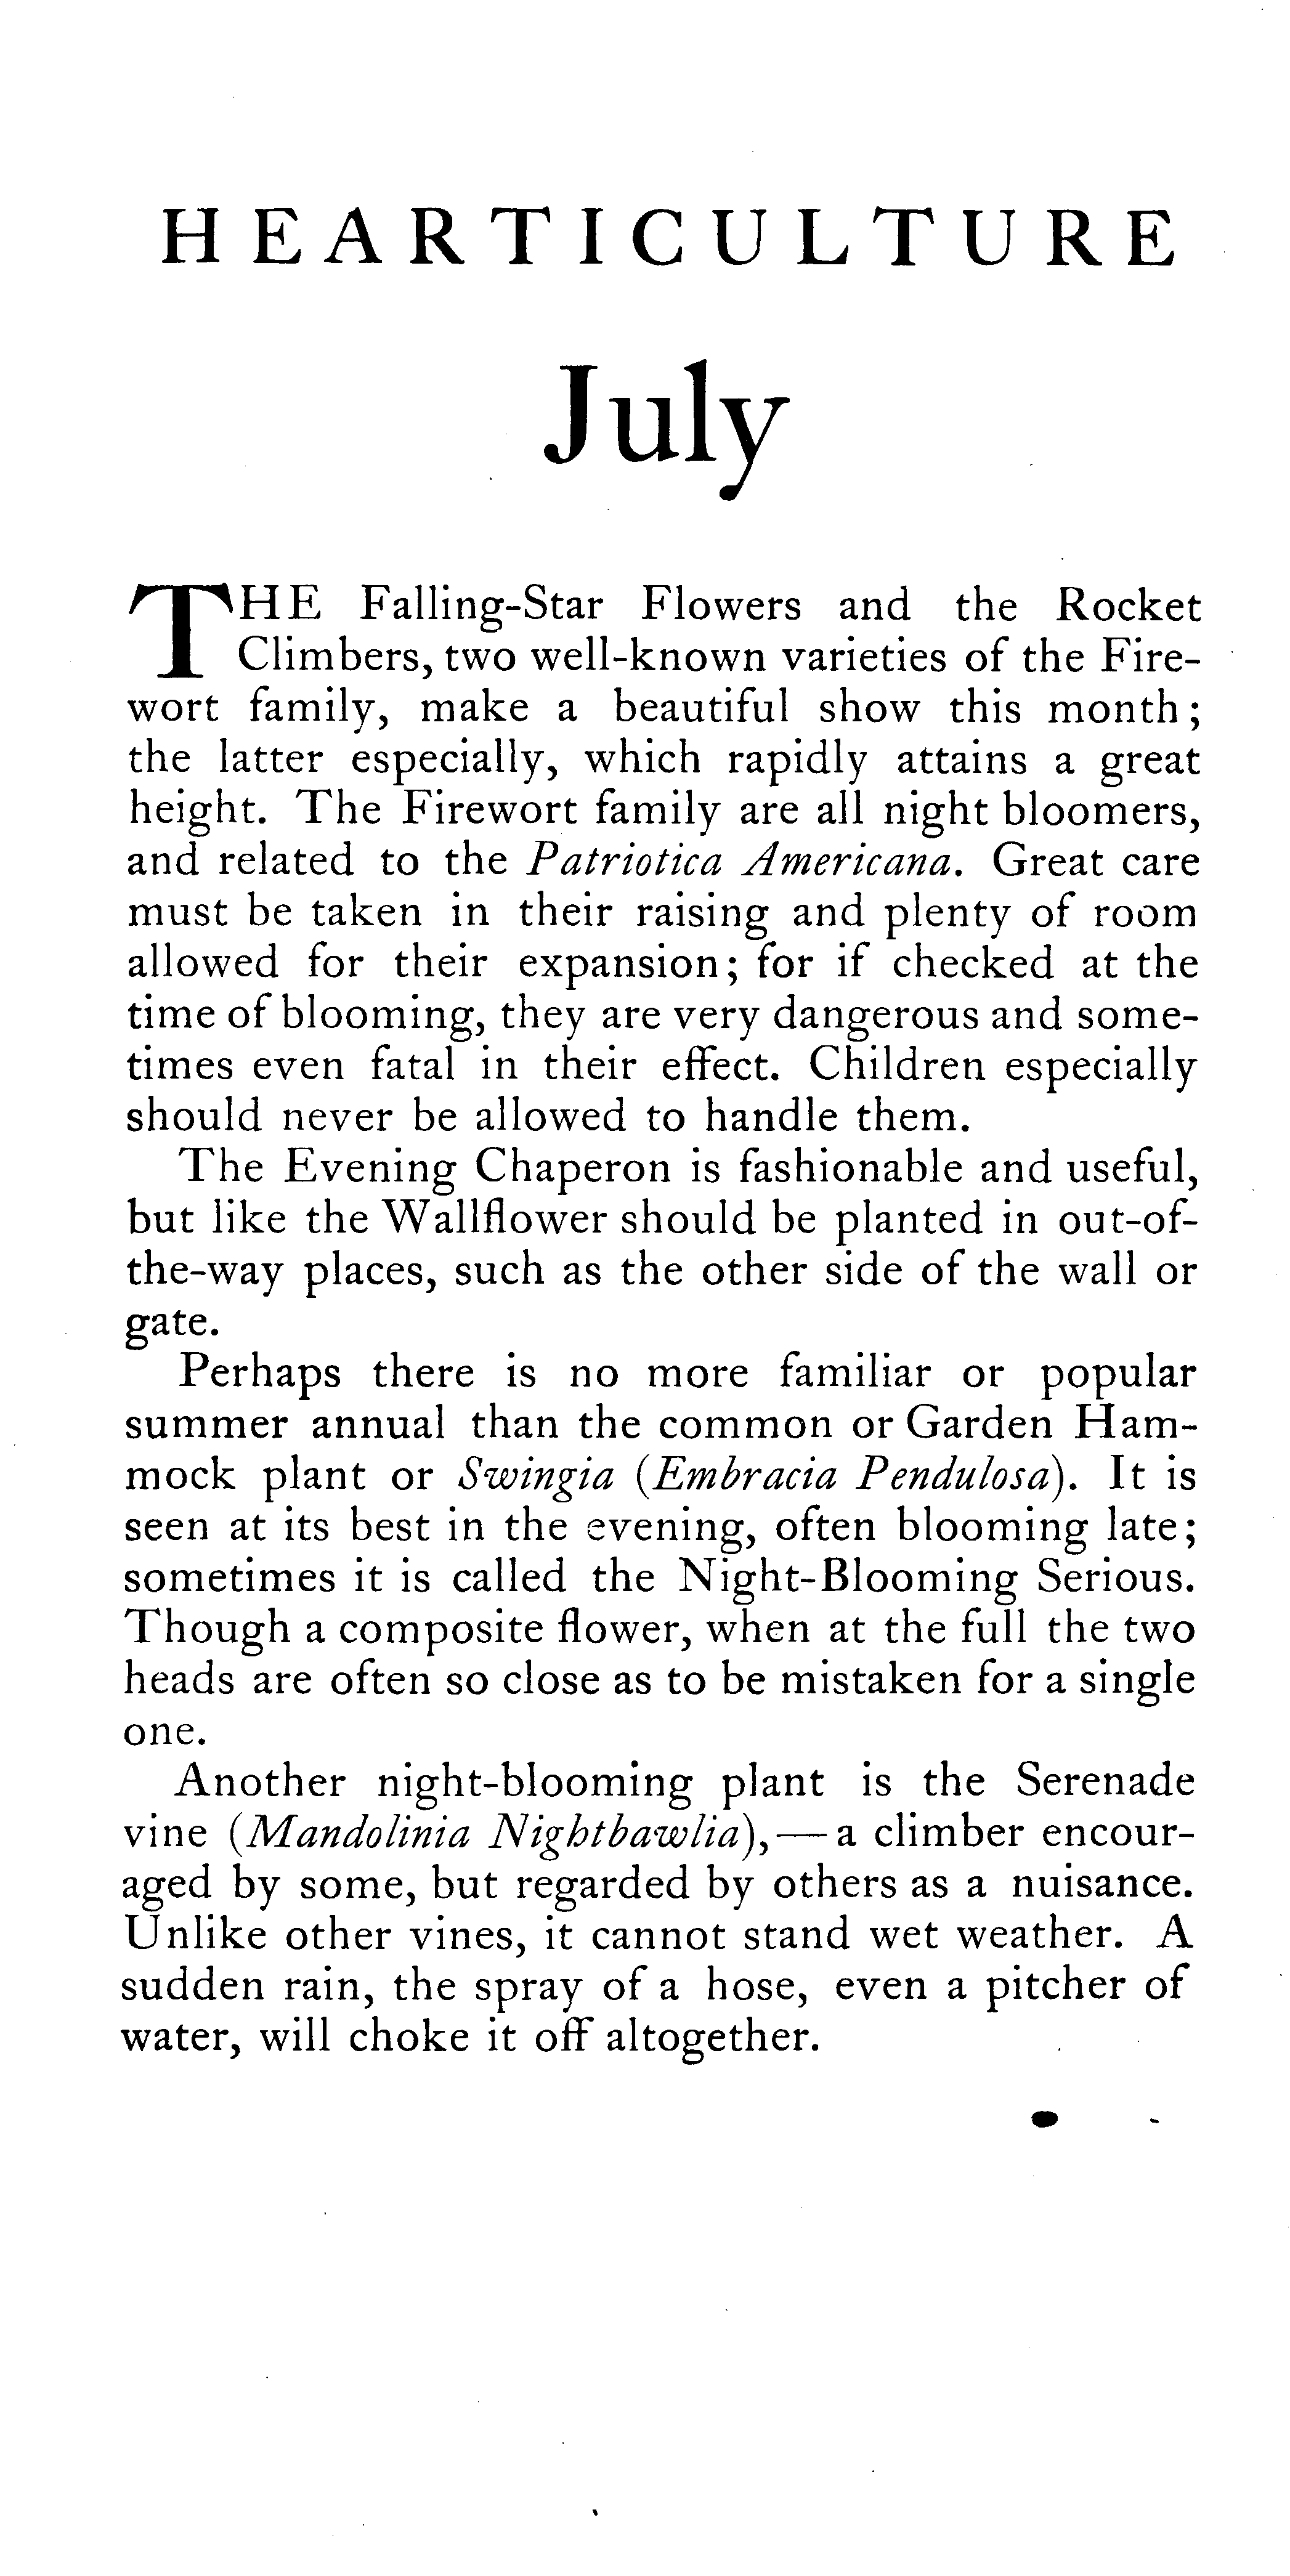 HEARTICULTURE
July
THE Falling-Star Flowers and the Rocket
Climbers, two well-known varieties of the Fire-
wort family, make a beautiful show this month;
the latter especially, which rapidly attains a great
height. The Firewort family are all night bloomers,
and related to the Patriotica Americana. Great care
must be taken in their raising and plenty of room
allowed for their expansion; for if checked at the
time of blooming, they are very dangerous and some-
times even fatal in their effect. Children especially
should never be allowed to handle them.
The Evening Chaperon is fashionable and useful,
but like the Wallflower should be planted in out-of-
the-way places, such as the other side of the wall or
gate.
Perhaps there is no more familiar or popular
summer annual than the common or Garden Ham-
mock plant or Swingia (Embracia Pendulosa). It is
seen at its best in the evening, often blooming late;
sometimes it is called the Night-Blooming Serious.
Though a composite flower, when at the full the two
heads are often so close as to be mistaken for a single
one.
Another night-blooming plant is the Serenade
vine (Mandolinia Nightbawlia),—a climber encour-
aged by some, but regarded by others as a nuisance.
Unlike other vines, it cannot stand wet weather. A
sudden rain, the spray of a hose, even a pitcher of
water, will choke it off altogether.